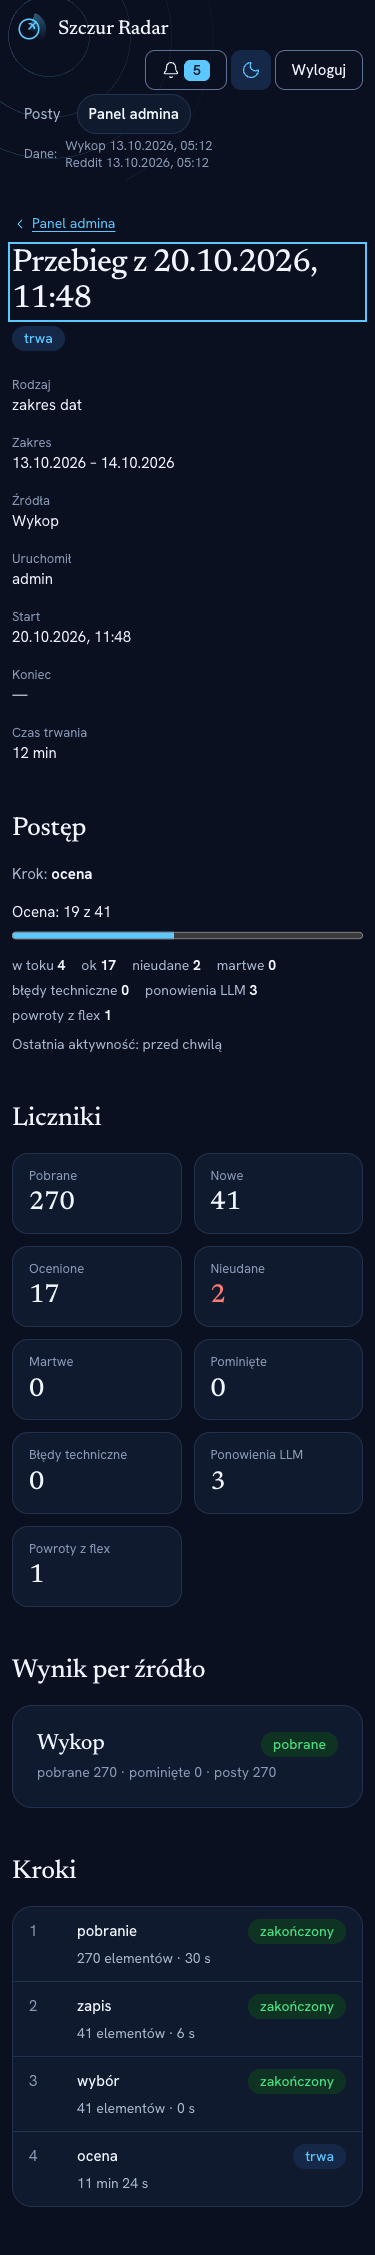 Szczur Radar
5
Wyloguj
Posty
Panel admina
Dane:
Wykop 13.10.2026, 05:12
Reddit 13.10.2026, 05:12
Panel admina
Przebieg z 20.10.2026,
11:48
trwa
Rodzaj
zakres dat
Zakres
13.10.2026 – 14.10.2026
Źródła
Wykop
Uruchomił
admin
Start
20.10.2026, 11:48
Koniec
—
Czas trwania
12 min
Postęp
Krok: ocena
Ocena: 19 z 41
w toku 4 ok 17 nieudane 2 martwe 0
błędy techniczne 0 ponowienia LLM 3
powroty z flex 1
Ostatnia aktywność: przed chwilą
Liczniki
Pobrane
270
Nowe
41
Ocenione
17
Nieudane
2
Martwe
0
Pominięte
0
Błędy techniczne
0
Ponowienia LLM
3
Powroty z flex
1
Wynik per źródło
Wykop
pobrane
pobrane 270 · pominięte 0 · posty 270
Kroki
1 pobranie zakończony
270 elementów · 30 s
2 zapis zakończony
41 elementów · 6 s
3 wybór zakończony
41 elementów · 0 s
4 ocena trwa
11 min 24 s